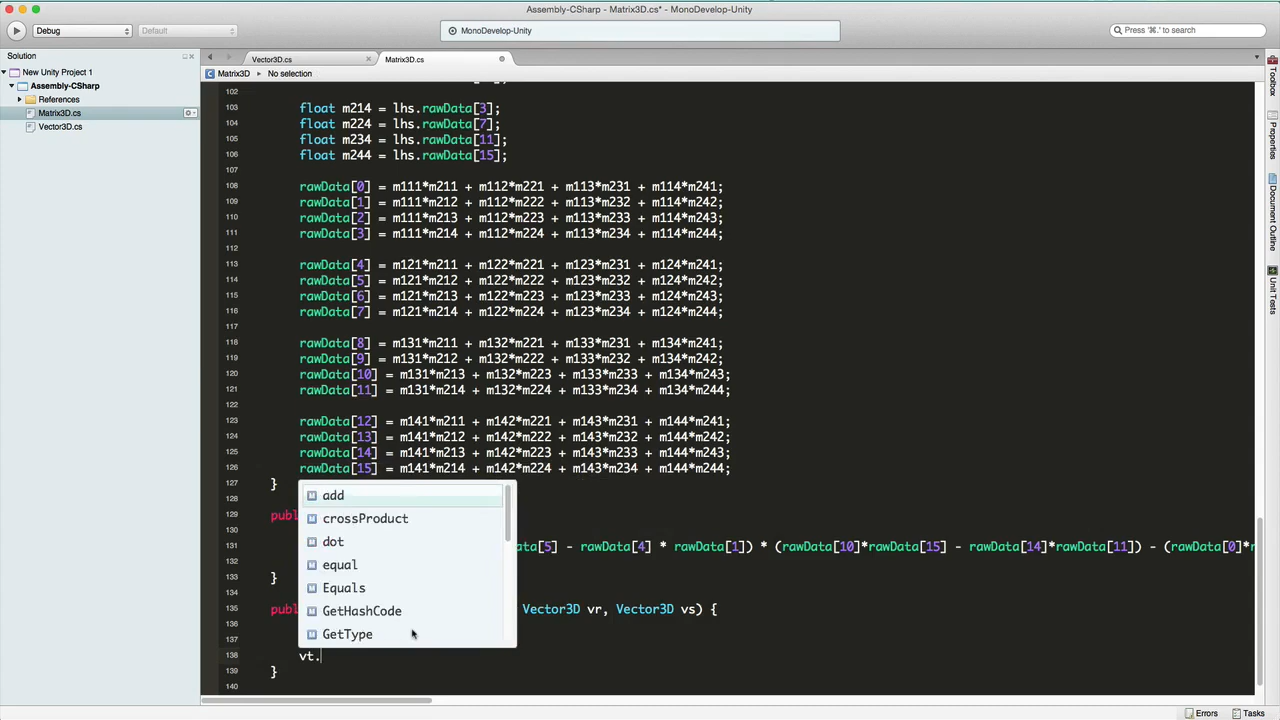 Assembly-CSharp - Matrix3D.cs* - MonoDevelop-Unity
Debug
Default
MonoDevelop-Unity
Press '⌘.' to search
Solution
New Unity Project 1
Assembly-CSharp
References
Matrix3D.cs
Vector3D.cs
Vector3D.cs
Matrix3D.cs
Matrix3D
No selection
102
103 float m214 = lhs.rawData[3];
104 float m224 = lhs.rawData[7];
105 float m234 = lhs.rawData[11];
106 float m244 = lhs.rawData[15];
107
108 rawData[0] = m111*m211 + m112*m221 + m113*m231 + m114*m241;
109 rawData[1] = m111*m212 + m112*m222 + m113*m232 + m114*m242;
110 rawData[2] = m111*m213 + m112*m223 + m113*m233 + m114*m243;
111 rawData[3] = m111*m214 + m112*m224 + m113*m234 + m114*m244;
112
113 rawData[4] = m121*m211 + m122*m221 + m123*m231 + m124*m241;
114 rawData[5] = m121*m212 + m122*m222 + m123*m232 + m124*m242;
115 rawData[6] = m121*m213 + m122*m223 + m123*m233 + m124*m243;
116 rawData[7] = m121*m214 + m122*m224 + m123*m234 + m124*m244;
117
118 rawData[8] = m131*m211 + m132*m221 + m133*m231 + m134*m241;
119 rawData[9] = m131*m212 + m132*m222 + m133*m232 + m134*m242;
120 rawData[10] = m131*m213 + m132*m223 + m133*m233 + m134*m243;
121 rawData[11] = m131*m214 + m132*m224 + m133*m234 + m134*m244;
122
123 rawData[12] = m141*m211 + m142*m221 + m143*m231 + m144*m241;
124 rawData[13] = m141*m212 + m142*m222 + m143*m232 + m144*m242;
125 rawData[14] = m141*m213 + m142*m223 + m143*m233 + m144*m243;
126 rawData[15] = m141*m214 + m142*m224 + m143*m234 + m144*m244;
127 }
128
129 publ
130
131 ata[5] - rawData[4] * rawData[1]) * (rawData[10]*rawData[15] - rawData[14]*rawData[11]) - (rawData[0]*r
132
133 }
134
135 publ Vector3D vr, Vector3D vs) {
136
137
138 vt.
139 }
140
add
crossProduct
dot
equal
Equals
GetHashCode
GetType
Toolbox
Properties
Document Outline
Unit Tests
Errors
Tasks